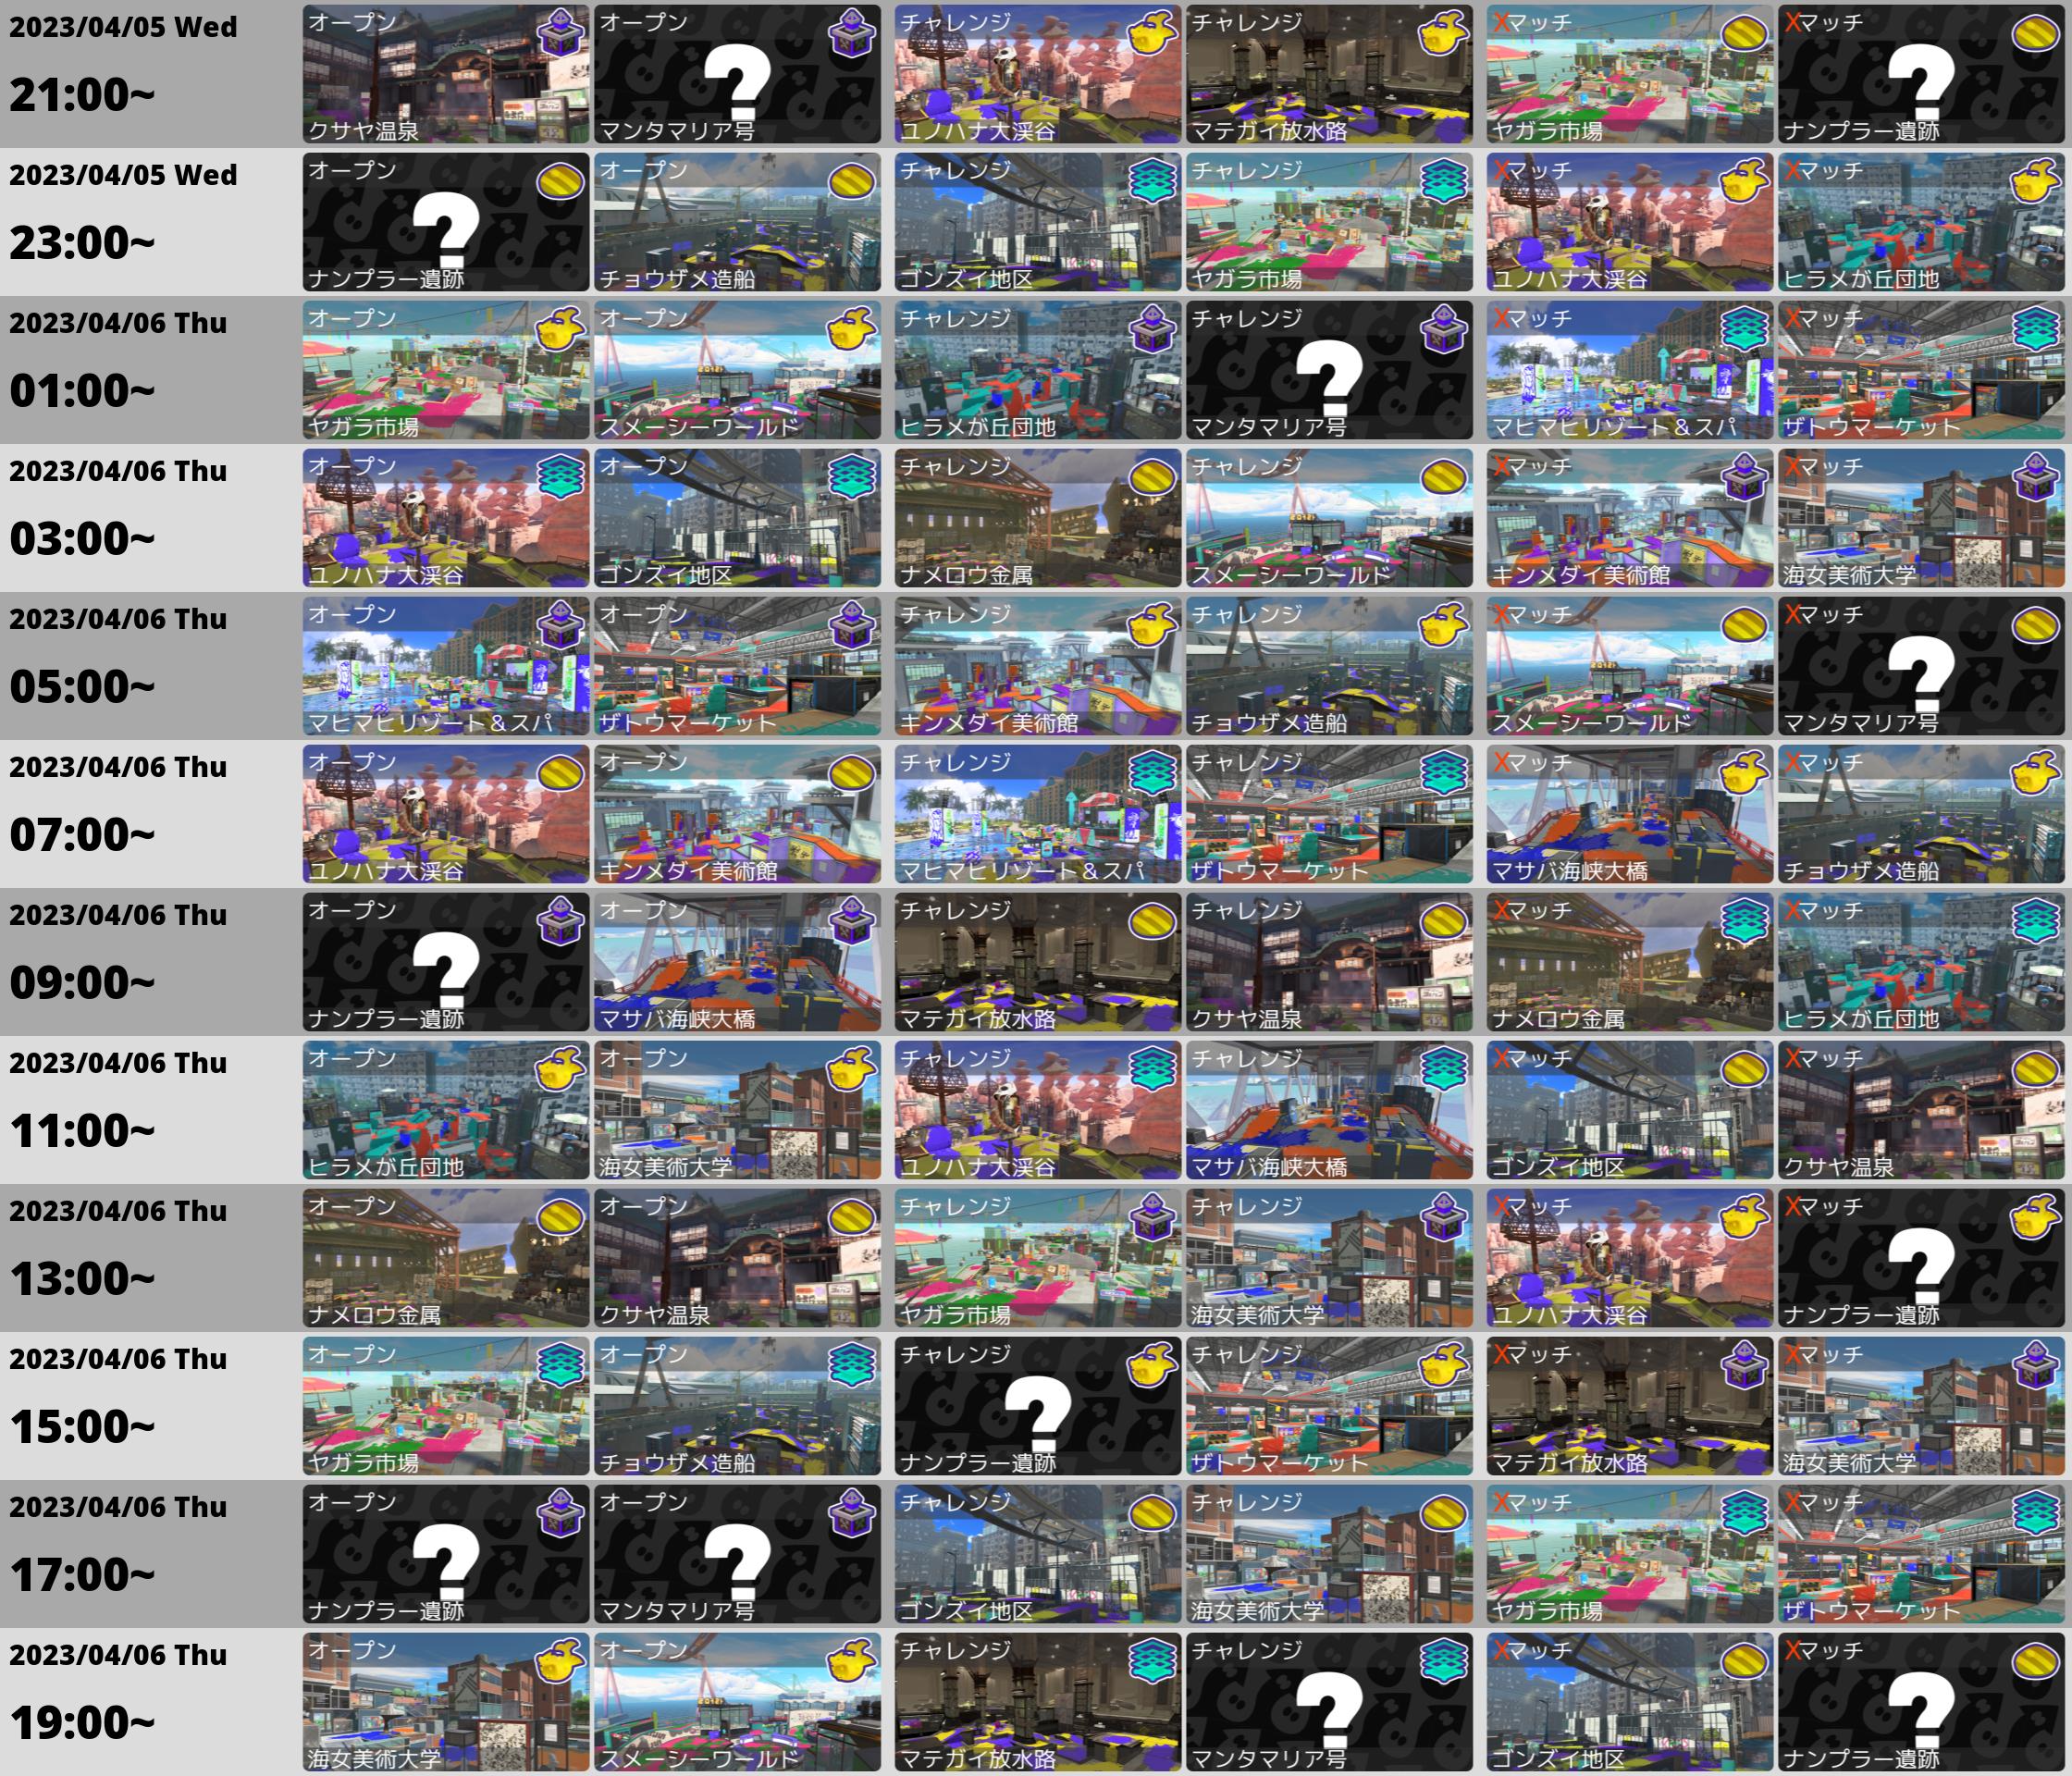 2023/04/05 Wed
21:00~
オープン
クサヤ温泉
オープン
マンタマリア号
チャレンジ
ユノハナ大渓谷
チャレンジ
マテガイ放水路
Xマッチ
ヤガラ市場
Xマッチ
ナンプラー遺跡
2023/04/05 Wed
23:00~
オープン
ナンプラー遺跡
オープン
チョウザメ造船
チャレンジ
ゴンズイ地区
チャレンジ
ヤガラ市場
Xマッチ
ユノハナ大渓谷
Xマッチ
ヒラメが丘団地
2023/04/06 Thu
01:00~
オープン
ヤガラ市場
オープン
スメーシーワールド
チャレンジ
ヒラメが丘団地
チャレンジ
マンタマリア号
Xマッチ
マヒマヒリゾート&スパ
Xマッチ
ザトウマーケット
2023/04/06 Thu
03:00~
オープン
ユノハナ大渓谷
オープン
ゴンズイ地区
チャレンジ
ナメロウ金属
チャレンジ
スメーシーワールド
Xマッチ
キンメダイ美術館
Xマッチ
海女美術大学
2023/04/06 Thu
05:00~
オープン
マヒマヒリゾート&スパ
オープン
ザトウマーケット
チャレンジ
キンメダイ美術館
チャレンジ
チョウザメ造船
Xマッチ
スメーシーワールド
Xマッチ
マンタマリア号
2023/04/06 Thu
07:00~
オープン
ユノハナ大渓谷
オープン
キンメダイ美術館
チャレンジ
マヒマヒリゾート&スパ
チャレンジ
ザトウマーケット
Xマッチ
マサバ海峡大橋
Xマッチ
チョウザメ造船
2023/04/06 Thu
09:00~
オープン
ナンプラー遺跡
オープン
マサバ海峡大橋
チャレンジ
マテガイ放水路
チャレンジ
クサヤ温泉
Xマッチ
ナメロウ金属
Xマッチ
ヒラメが丘団地
2023/04/06 Thu
11:00~
オープン
ヒラメが丘団地
オープン
海女美術大学
チャレンジ
ユノハナ大渓谷
チャレンジ
マサバ海峡大橋
Xマッチ
ゴンズイ地区
Xマッチ
クサヤ温泉
2023/04/06 Thu
13:00~
オープン
ナメロウ金属
オープン
クサヤ温泉
チャレンジ
ヤガラ市場
チャレンジ
海女美術大学
Xマッチ
ユノハナ大渓谷
Xマッチ
ナンプラー遺跡
2023/04/06 Thu
15:00~
オープン
ヤガラ市場
オープン
チョウザメ造船
チャレンジ
ナンプラー遺跡
チャレンジ
ザトウマーケット
Xマッチ
マテガイ放水路
Xマッチ
海女美術大学
2023/04/06 Thu
17:00~
オープン
ナンプラー遺跡
オープン
マンタマリア号
チャレンジ
ゴンズイ地区
チャレンジ
海女美術大学
Xマッチ
ヤガラ市場
Xマッチ
ザトウマーケット
2023/04/06 Thu
19:00~
オープン
海女美術大学
オープン
スメーシーワールド
チャレンジ
マテガイ放水路
チャレンジ
マンタマリア号
Xマッチ
ゴンズイ地区
Xマッチ
ナンプラー遺跡